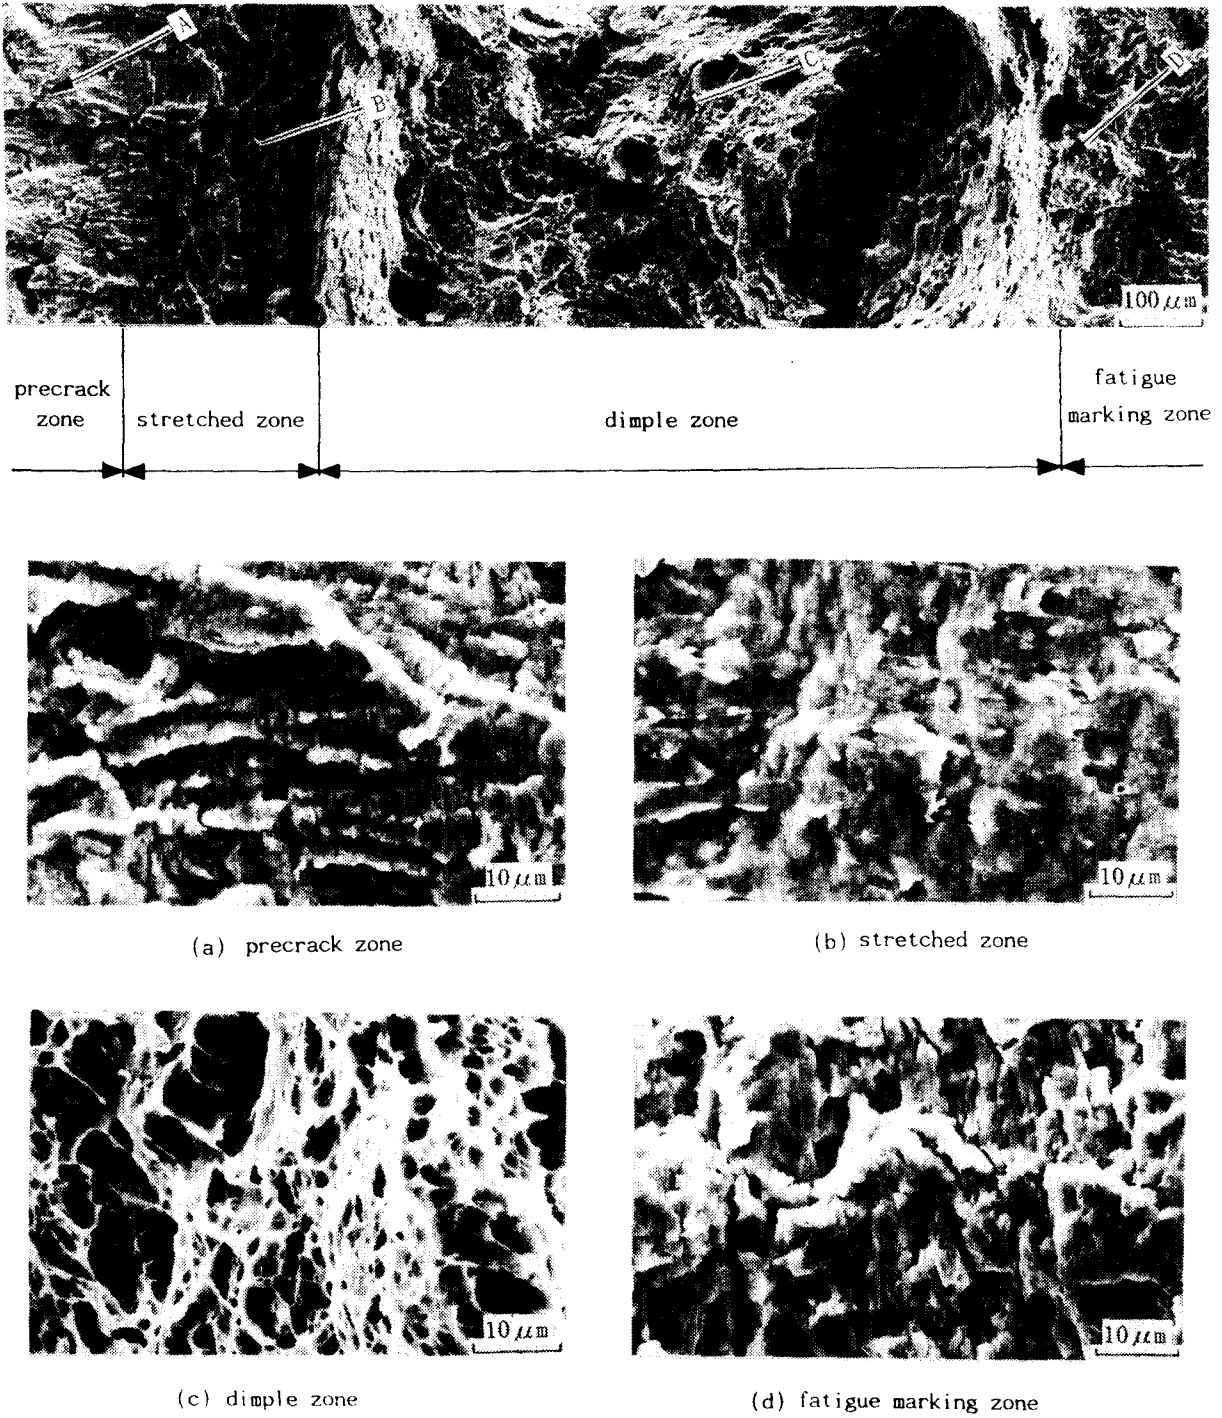 A
B
C
D
100 μm
precrack
zone
stretched zone
dimple zone
fatigue
marking zone
10 μm
10 μm
(a) precrack zone
(b) stretched zone
10 μm
10 μm
(c) dimple zone
(d) fatigue marking zone